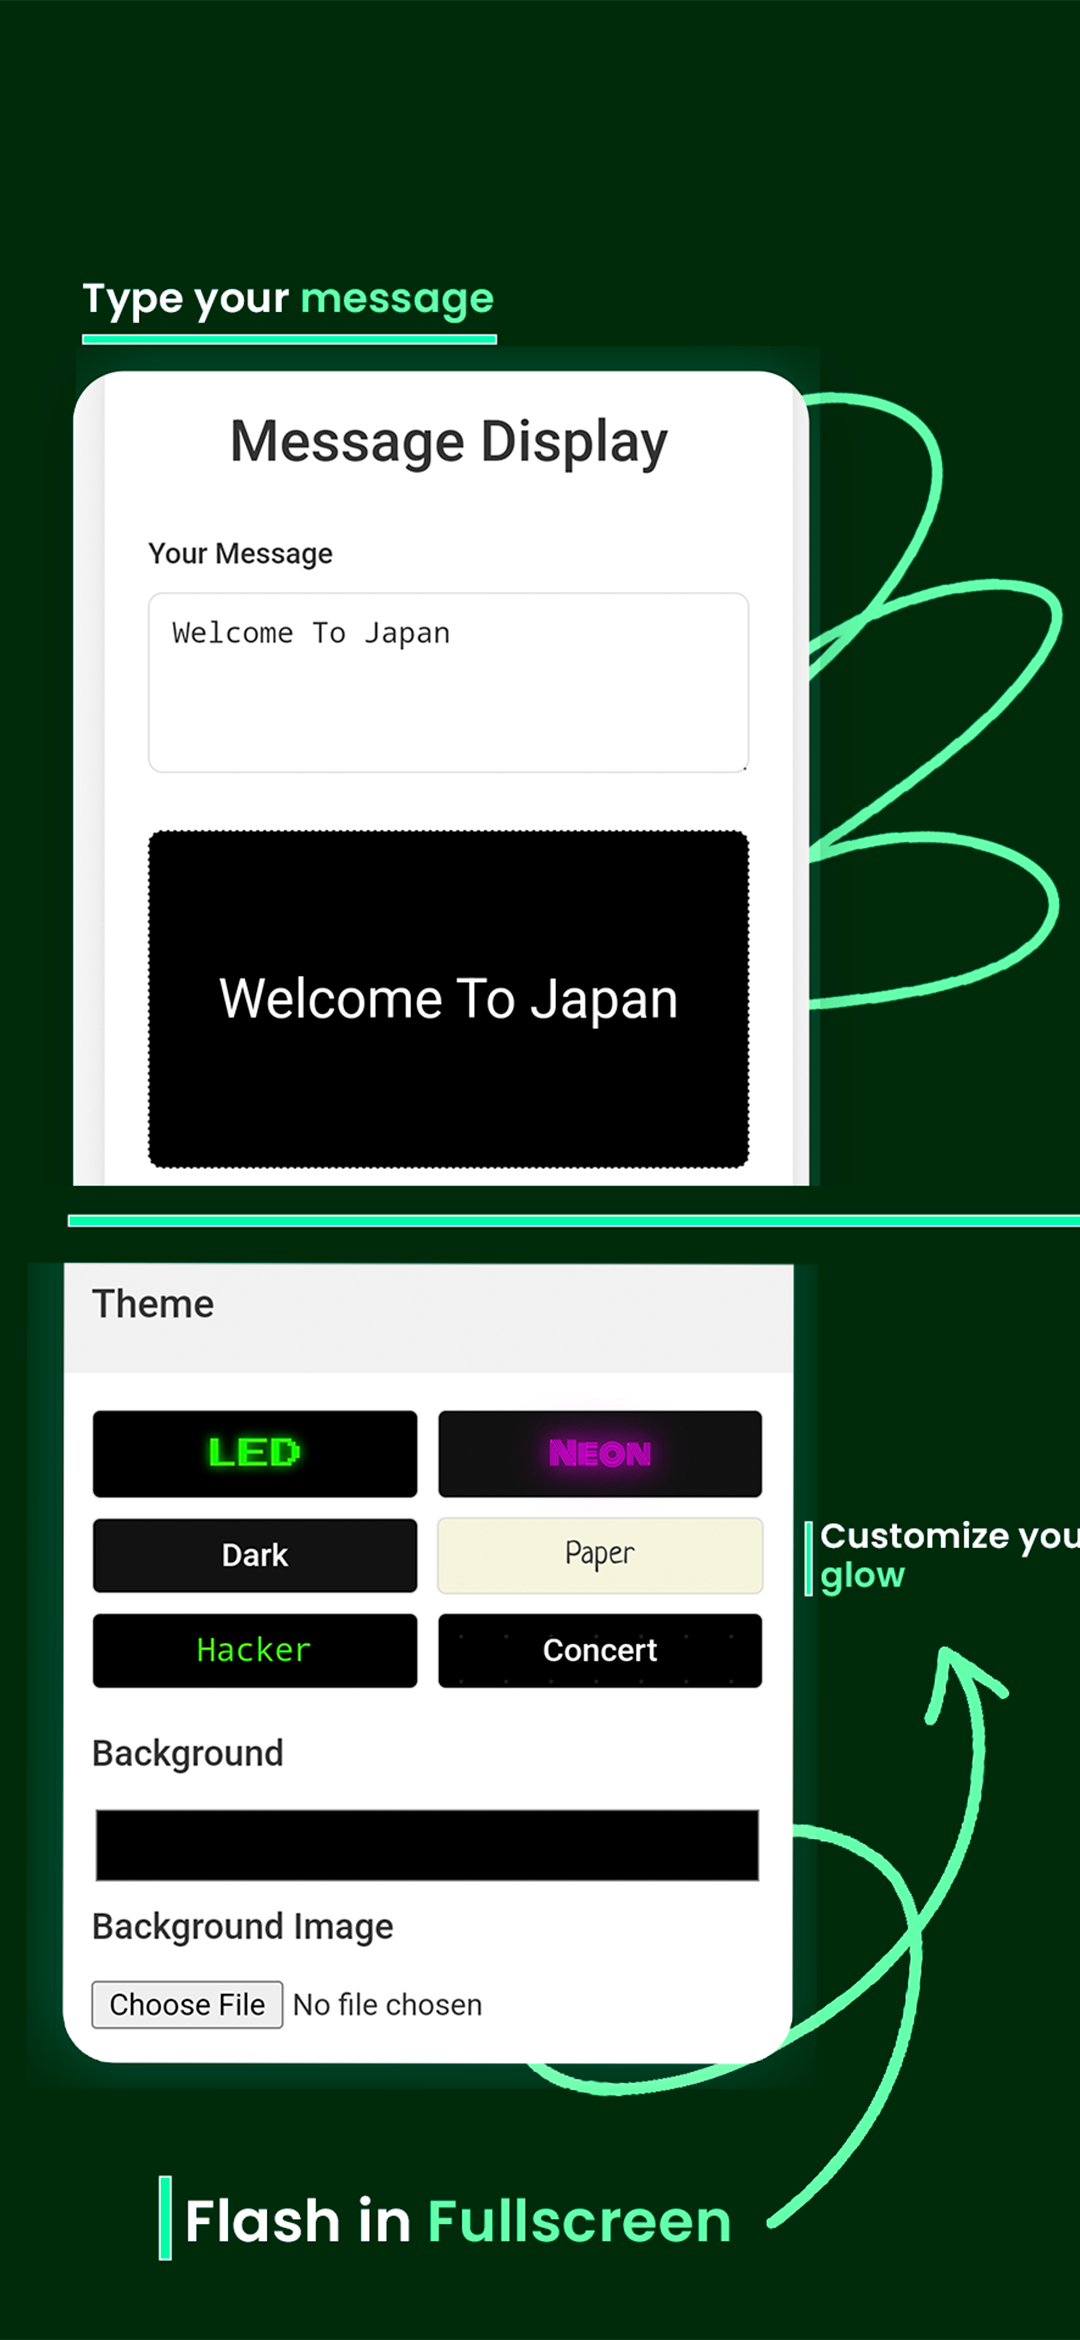 Type your message
Message Display
Your Message
Welcome To Japan
Welcome To Japan
Theme
LED
NEON
Dark
Paper
Hacker
Concert
Customize you
glow
Background
Background Image
Choose File No file chosen
Flash in Fullscreen